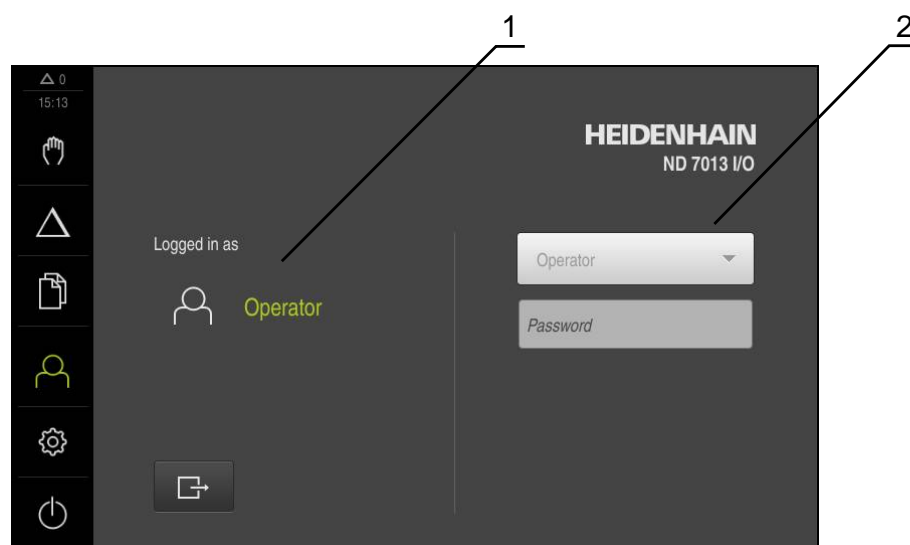 1
2
△ 0
15:13
HEIDENHAIN
ND 7013 I/O
Logged in as
Operator
Operator
Password